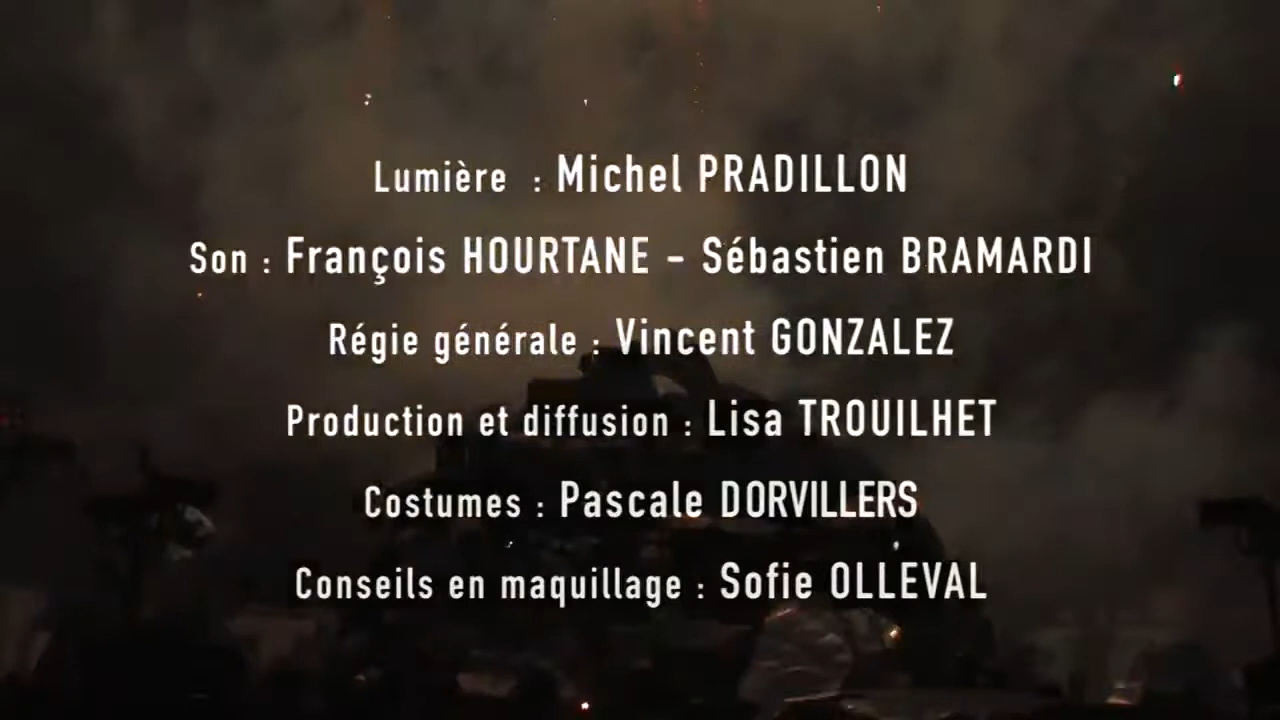 Lumière : Michel PRADILLON
Son : François HOURTANE - Sébastien BRAMARDI
Régie générale : Vincent GONZALEZ
Production et diffusion : Lisa TROUILHET
Costumes : Pascale DORVILLERS
Conseils en maquillage : Sofie OLLEVAL